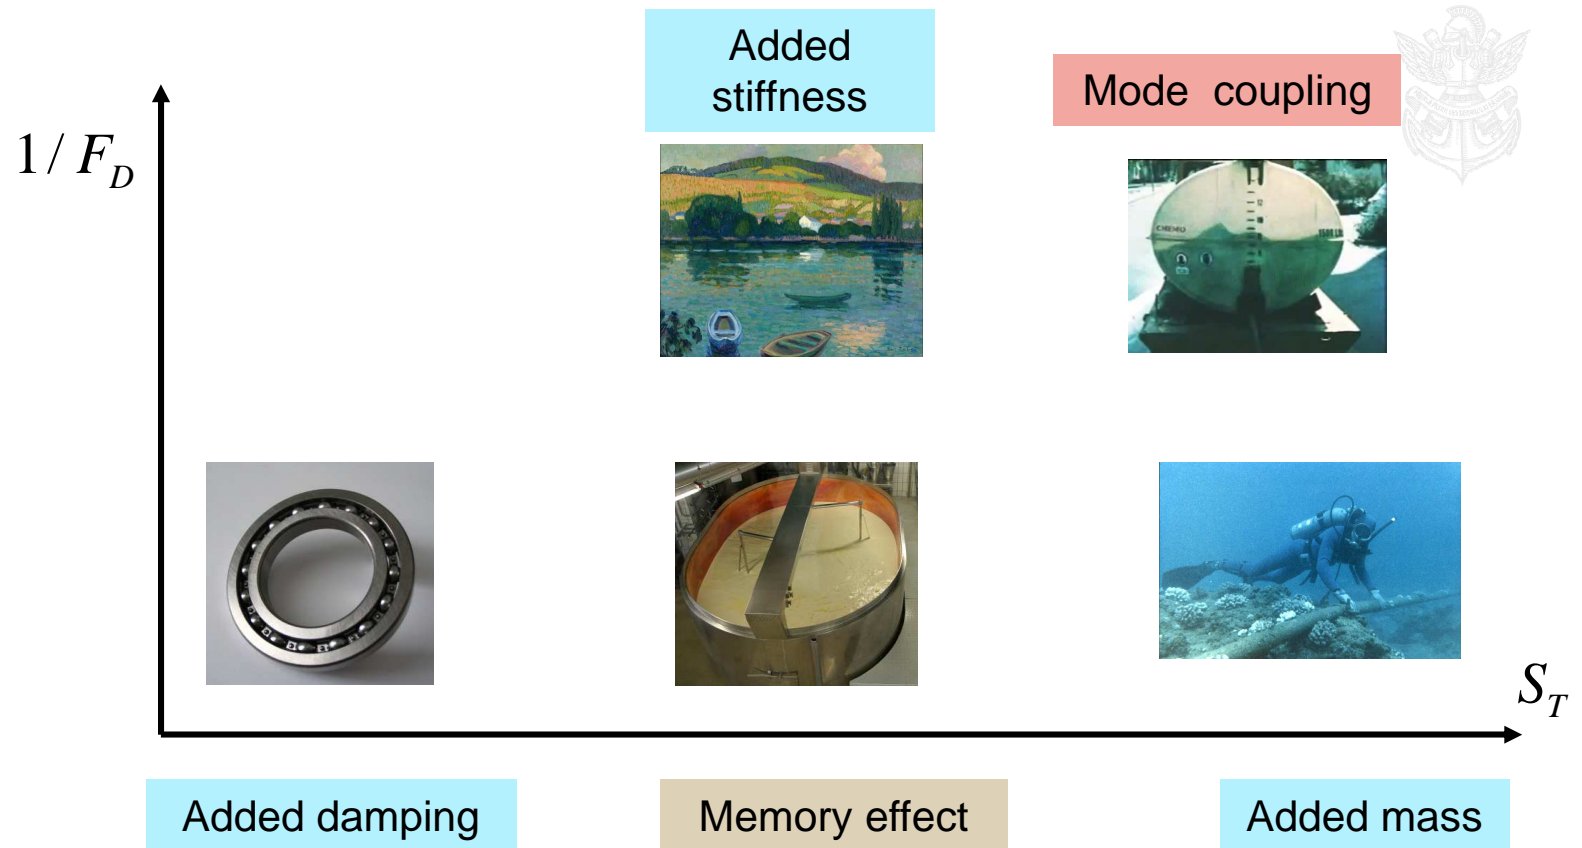 Added
stiffness
Mode coupling
1/ F_D
S_T
Added damping
Memory effect
Added mass